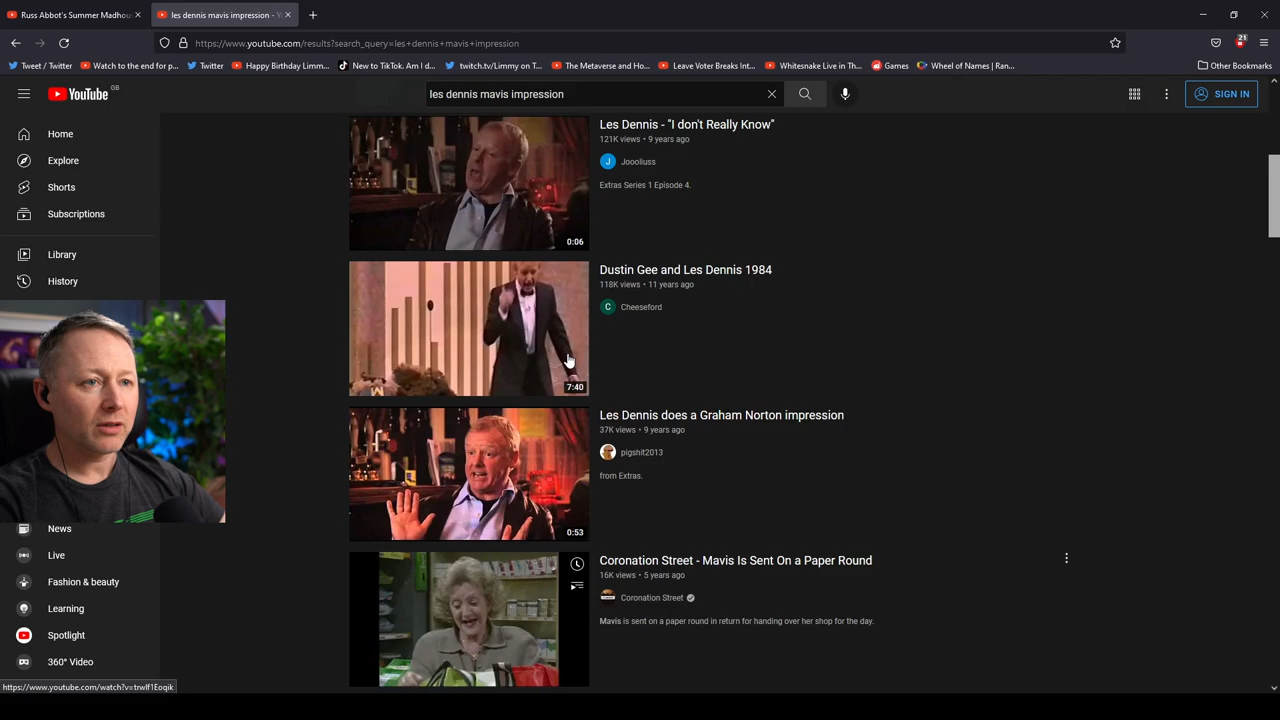 Russ Abbot's Summer Madhou
les dennis mavis impression - Y
https://www.youtube.com/results?search_query=les+dennis+mavis+impression
21
Tweet / Twitter
Watch to the end for p...
Twitter
Happy Birthday Limm...
New to TikTok. Am I d...
twitch.tv/Limmy on T...
The Metaverse and Ho...
Leave Voter Breaks Int...
Whitesnake Live in Th...
Games
Wheel of Names | Ran...
Other Bookmarks
YouTube GB
les dennis mavis impression
SIGN IN
Home
Explore
Shorts
Subscriptions
Library
History
News
Live
Fashion & beauty
Learning
Spotlight
360° Video
0:06
Les Dennis - "I don't Really Know"
121K views • 9 years ago
J
Joooliuss
Extras Series 1 Episode 4.
7:40
Dustin Gee and Les Dennis 1984
118K views • 11 years ago
C
Cheeseford
0:53
Les Dennis does a Graham Norton impression
37K views • 9 years ago
pigshit2013
from Extras.
Coronation Street - Mavis Is Sent On a Paper Round
16K views • 5 years ago
Coronation Street
Mavis is sent on a paper round in return for handing over her shop for the day.
https://www.youtube.com/watch?v=trwIf1Eoqik